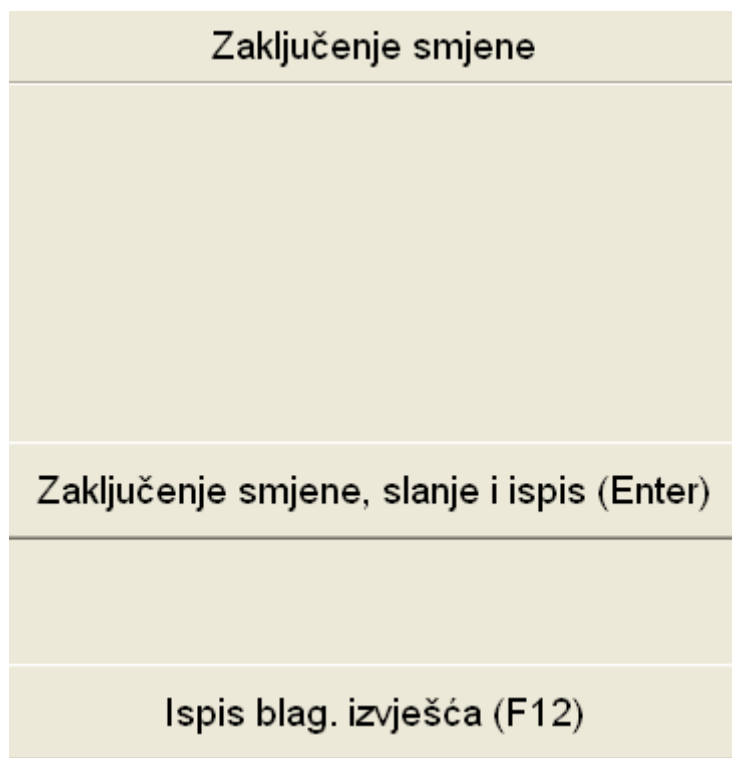 Zaključenje smjene
Zaključenje smjene, slanje i ispis (Enter)
Ispis blag. izvješća (F12)